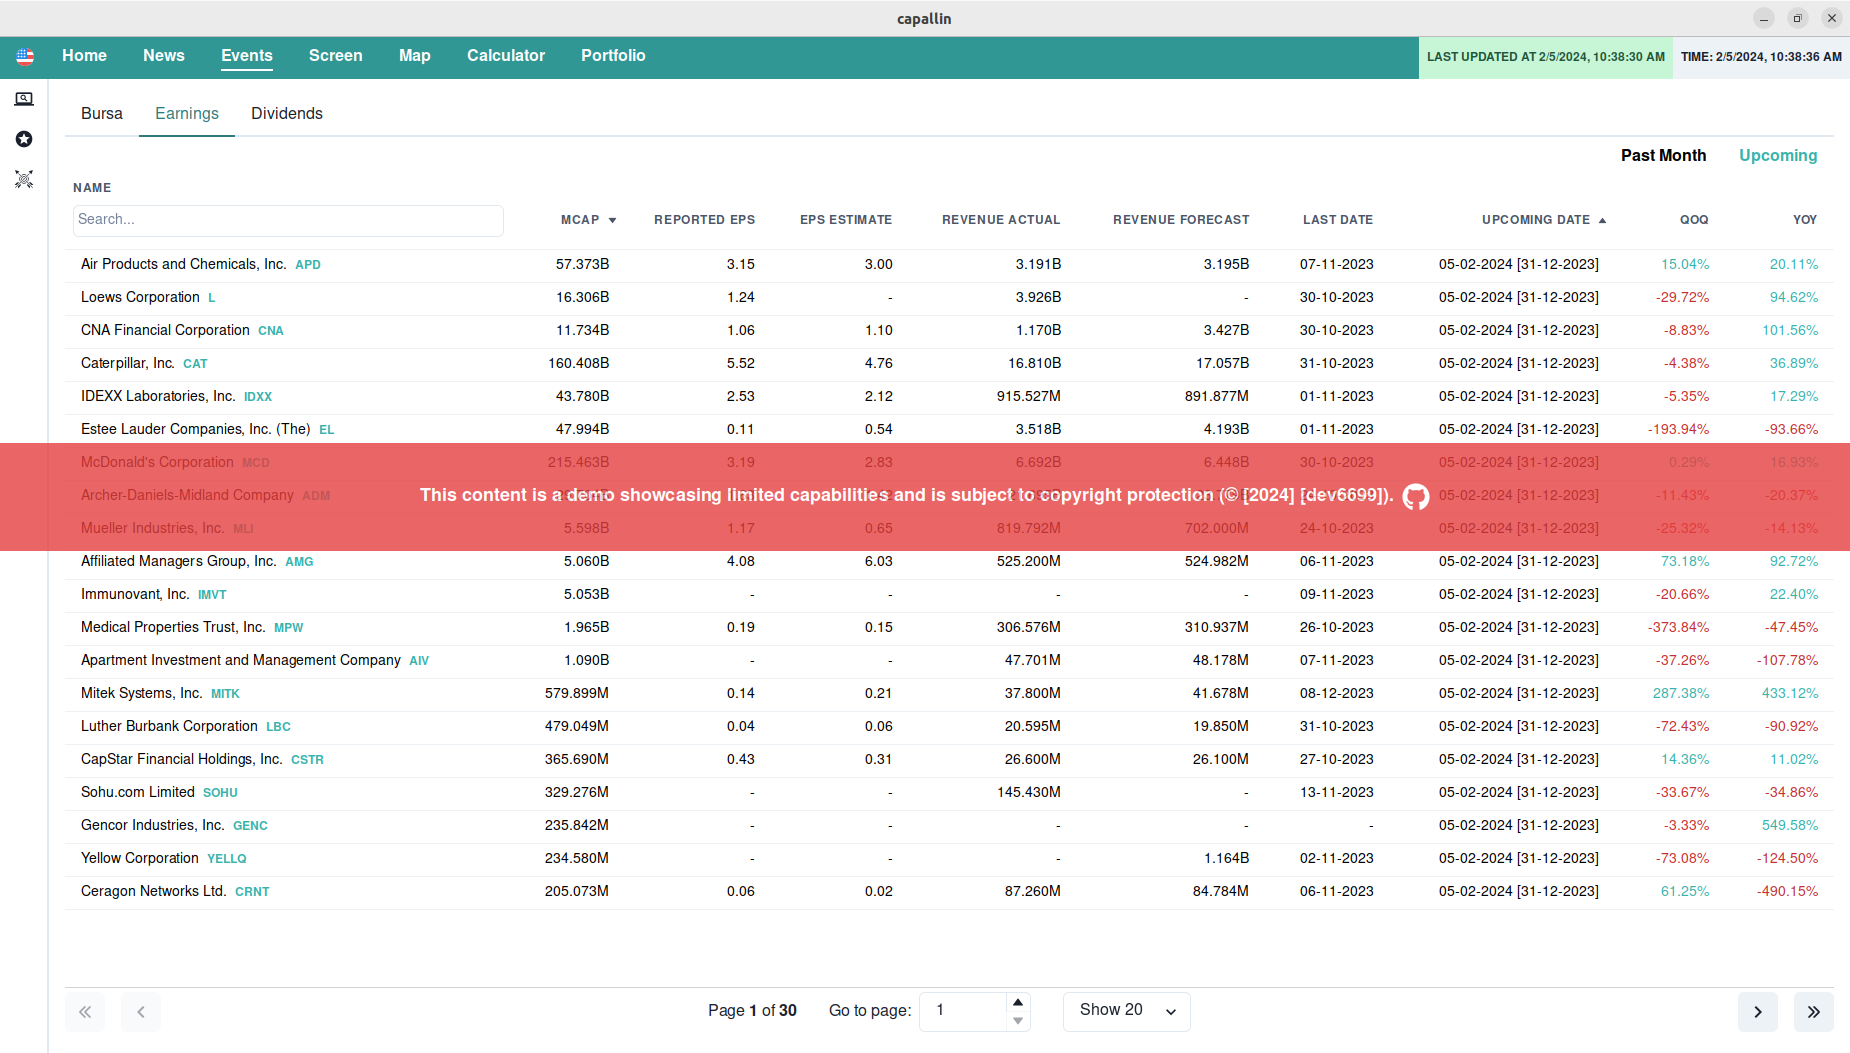 capallin
Home News Events Screen Map Calculator Portfolio LAST UPDATED AT 2/5/2024, 10:38:30 AM TIME: 2/5/2024, 10:38:36 AM
Bursa Earnings Dividends
Past Month Upcoming
NAME
Search... MCAP REPORTED EPS EPS ESTIMATE REVENUE ACTUAL REVENUE FORECAST LAST DATE UPCOMING DATE QOQ YOY
Air Products and Chemicals, Inc. APD 57.373B 3.15 3.00 3.191B 3.195B 07-11-2023 05-02-2024 [31-12-2023] 15.04% 20.11%
Loews Corporation L 16.306B 1.24 - 3.926B - 30-10-2023 05-02-2024 [31-12-2023] -29.72% 94.62%
CNA Financial Corporation CNA 11.734B 1.06 1.10 1.170B 3.427B 30-10-2023 05-02-2024 [31-12-2023] -8.83% 101.56%
Caterpillar, Inc. CAT 160.408B 5.52 4.76 16.810B 17.057B 31-10-2023 05-02-2024 [31-12-2023] -4.38% 36.89%
IDEXX Laboratories, Inc. IDXX 43.780B 2.53 2.12 915.527M 891.877M 01-11-2023 05-02-2024 [31-12-2023] -5.35% 17.29%
Estee Lauder Companies, Inc. (The) EL 47.994B 0.11 0.54 3.518B 4.193B 01-11-2023 05-02-2024 [31-12-2023] -193.94% -93.66%
McDonald's Corporation MCD 215.463B 3.19 2.83 6.692B 6.448B 30-10-2023 05-02-2024 [31-12-2023] 0.29% 16.93%
Archer-Daniels-Midland Company ADM 05-02-2024 [31-12-2023] -11.43% -20.37%
This content is a demo showcasing limited capabilities and is subject to copyright protection (© [2024] [Lev6699]).
Mueller Industries, Inc. MLI 5.598B 1.17 0.65 819.792M 702.000M 24-10-2023 05-02-2024 [31-12-2023] -25.32% -14.13%
Affiliated Managers Group, Inc. AMG 5.060B 4.08 6.03 525.200M 524.982M 06-11-2023 05-02-2024 [31-12-2023] 73.18% 92.72%
Immunovant, Inc. IMVT 5.053B - - - - 09-11-2023 05-02-2024 [31-12-2023] -20.66% 22.40%
Medical Properties Trust, Inc. MPW 1.965B 0.19 0.15 306.576M 310.937M 26-10-2023 05-02-2024 [31-12-2023] -373.84% -47.45%
Apartment Investment and Management Company AIV 1.090B - - 47.701M 48.178M 07-11-2023 05-02-2024 [31-12-2023] -37.26% -107.78%
Mitek Systems, Inc. MITK 579.899M 0.14 0.21 37.800M 41.678M 08-12-2023 05-02-2024 [31-12-2023] 287.38% 433.12%
Luther Burbank Corporation LBC 479.049M 0.04 0.06 20.595M 19.850M 31-10-2023 05-02-2024 [31-12-2023] -72.43% -90.92%
CapStar Financial Holdings, Inc. CSTR 365.690M 0.43 0.31 26.600M 26.100M 27-10-2023 05-02-2024 [31-12-2023] 14.36% 11.02%
Sohu.com Limited SOHU 329.276M - - 145.430M - 13-11-2023 05-02-2024 [31-12-2023] -33.67% -34.86%
Gencor Industries, Inc. GENC 235.842M - - - - - 05-02-2024 [31-12-2023] -3.33% 549.58%
Yellow Corporation YELLQ 234.580M - - - 1.164B 02-11-2023 05-02-2024 [31-12-2023] -73.08% -124.50%
Ceragon Networks Ltd. CRNT 205.073M 0.06 0.02 87.260M 84.784M 06-11-2023 05-02-2024 [31-12-2023] 61.25% -490.15%
Page 1 of 30 Go to page: 1 Show 20